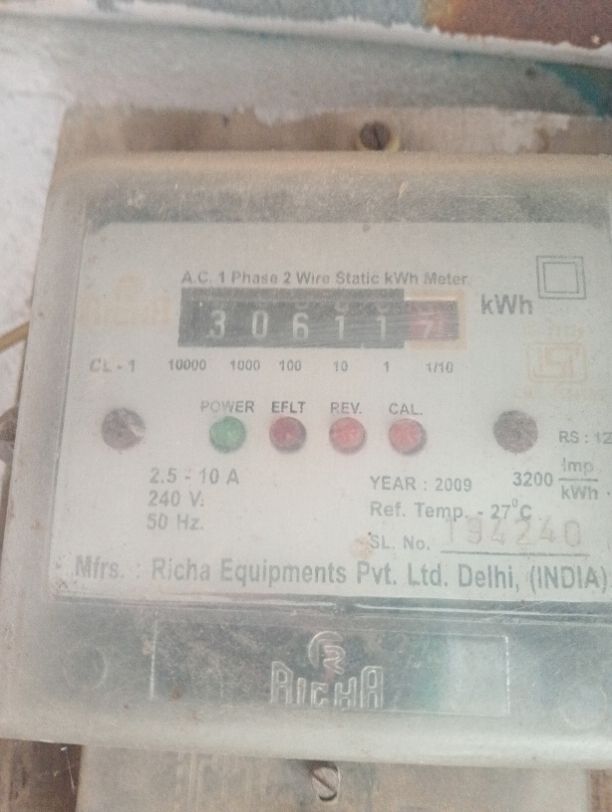 A.C. 1 Phase 2 Wire Static kWh Meter
3 0 6 1 1 7 kWh
CL - 1 10000 1000 100 10 1 1/10
POWER EFLT REV. CAL.
RS : 12
2.5 - 10 A
240 V.
50 Hz.
YEAR : 2009
3200 Imp/kWh
Ref. Temp. - 27°C
SL. No. 194240
Mfrs. : Richa Equipments Pvt. Ltd. Delhi, (INDIA)
RICHA